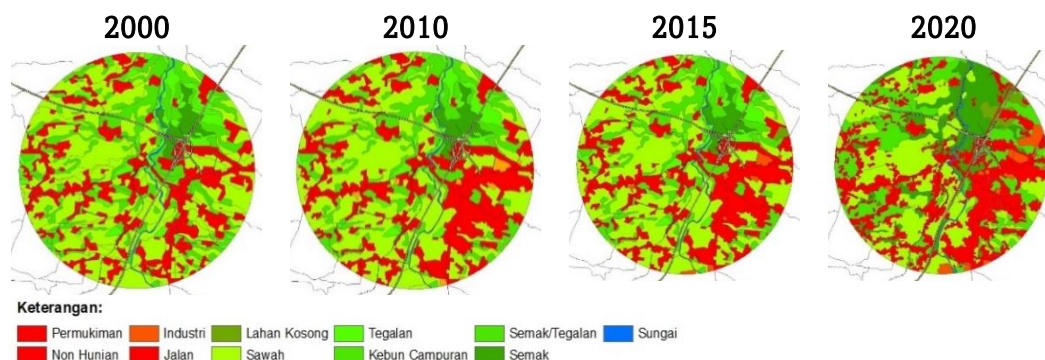 2000 2010 2015 2020
Keterangan:
Permukiman Industri Lahan Kosong Tegalan Semak/Tegalan Sungai
Non Hunian Jalan Sawah Kebun Campuran Semak